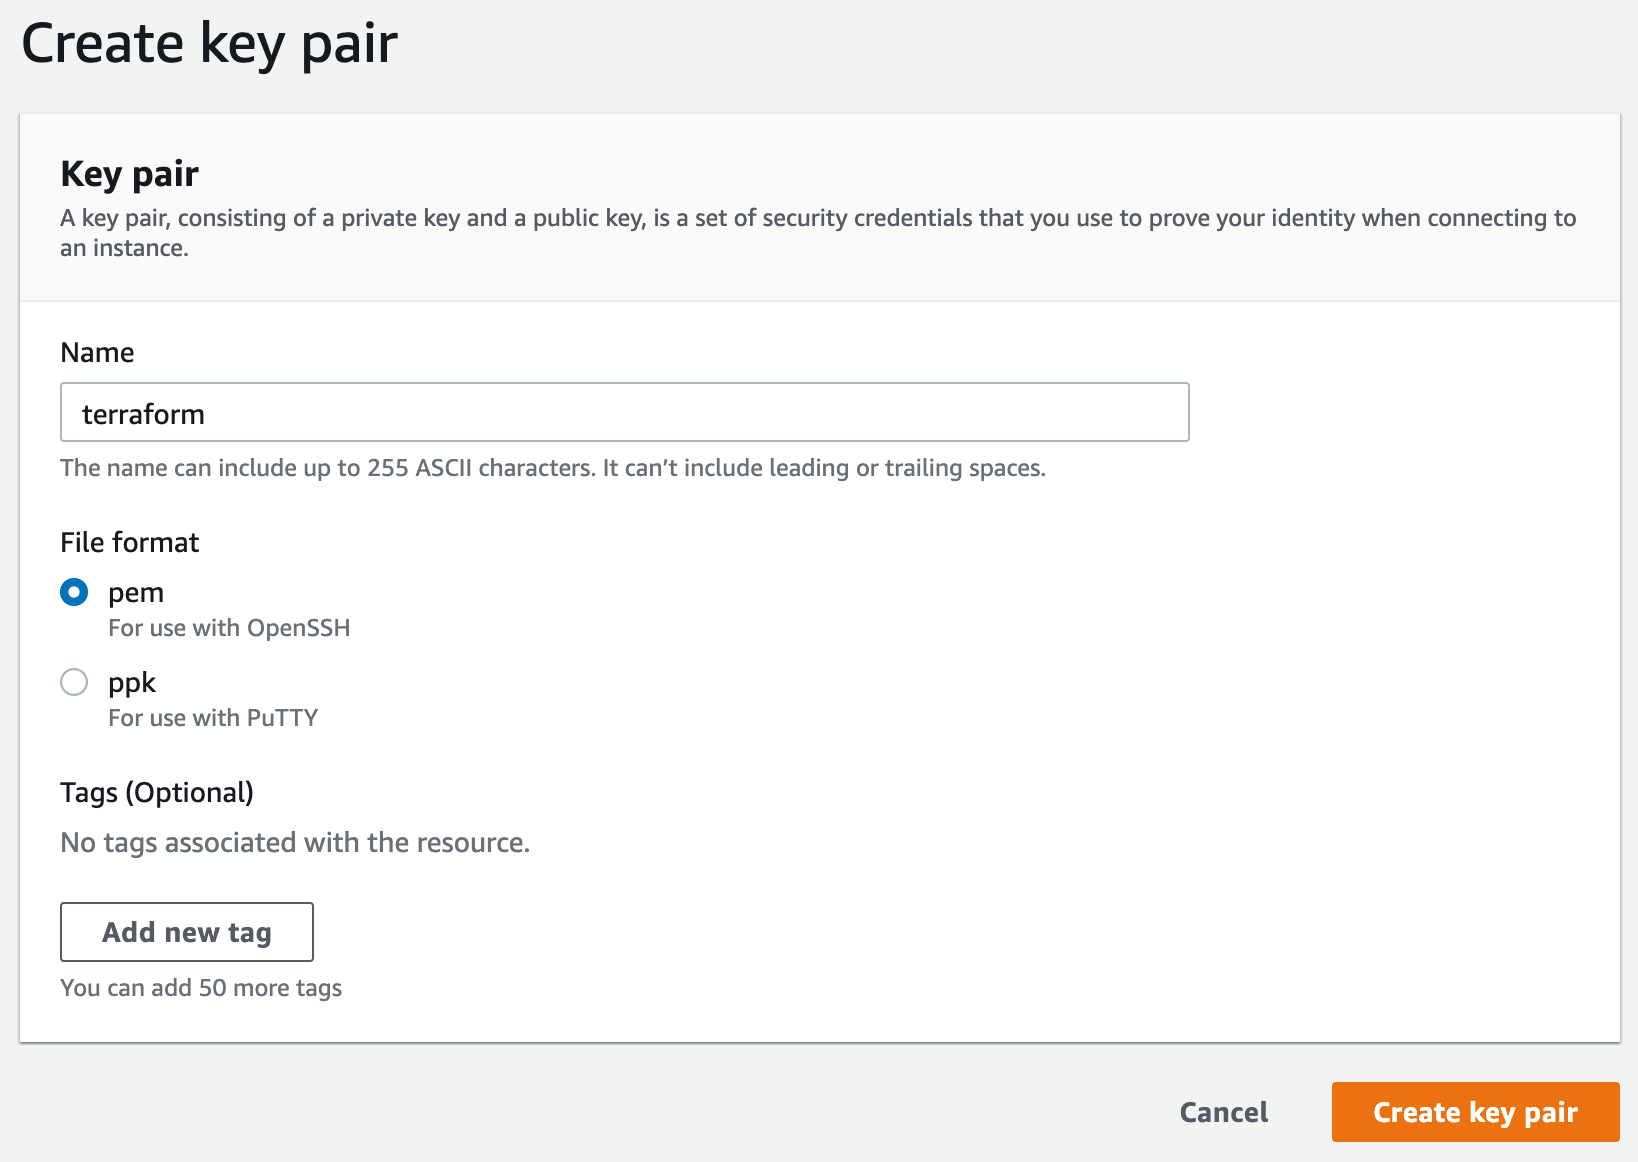 Create key pair
Key pair
A key pair, consisting of a private key and a public key, is a set of security credentials that you use to prove your identity when connecting to
an instance.
Name
terraform
The name can include up to 255 ASCII characters. It can’t include leading or trailing spaces.
File format
pem
For use with OpenSSH
ppk
For use with PuTTY
Tags (Optional)
No tags associated with the resource.
Add new tag
You can add 50 more tags
Cancel
Create key pair